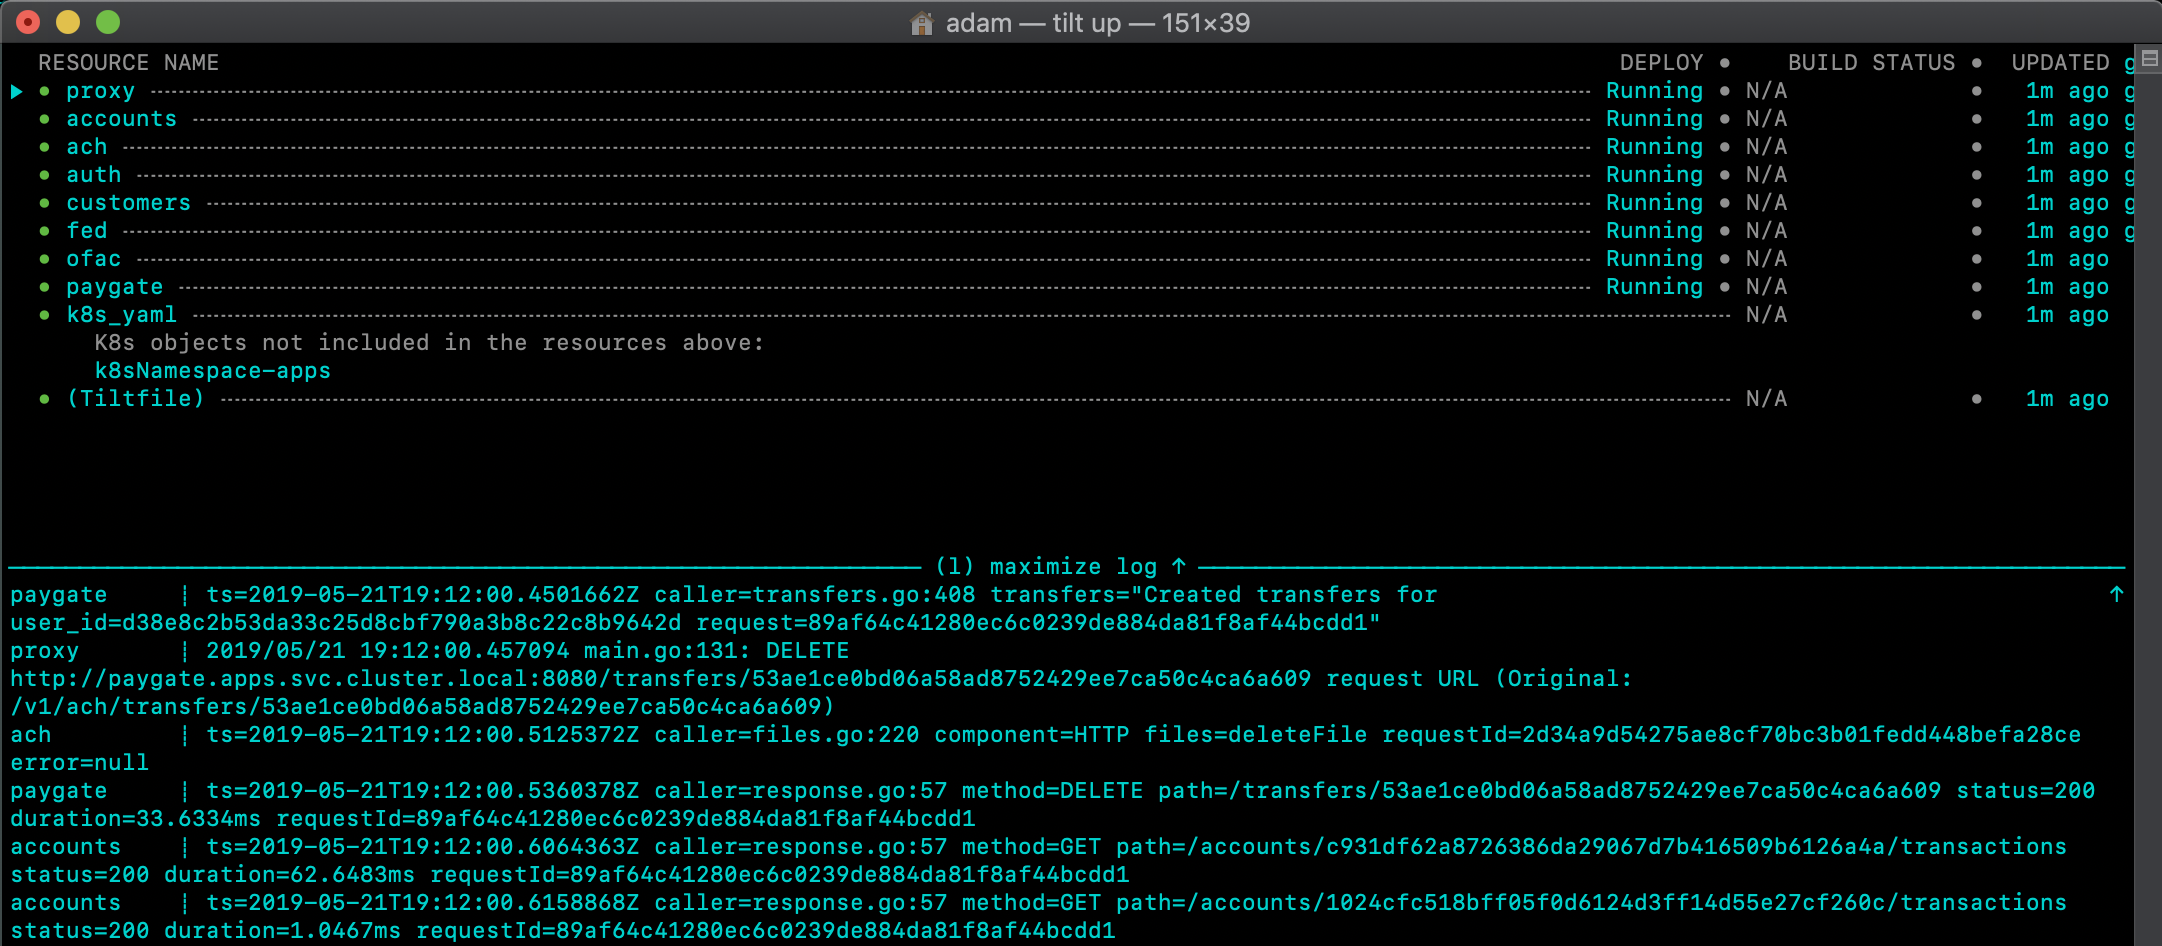 adam — tilt up — 151×39
RESOURCE NAME DEPLOY ● BUILD STATUS ● UPDATED g
▶ ● proxy Running ● N/A ● 1m ago g
● accounts Running ● N/A ● 1m ago g
● ach Running ● N/A ● 1m ago g
● auth Running ● N/A ● 1m ago g
● customers Running ● N/A ● 1m ago g
● fed Running ● N/A ● 1m ago g
● ofac Running ● N/A ● 1m ago
● paygate Running ● N/A ● 1m ago
● k8s_yaml N/A ● 1m ago
K8s objects not included in the resources above:
k8sNamespace-apps
● (Tiltfile) N/A ● 1m ago
(l) maximize log ↑
paygate ┊ ts=2019-05-21T19:12:00.4501662Z caller=transfers.go:408 transfers="Created transfers for ↑
user_id=d38e8c2b53da33c25d8cbf790a3b8c22c8b9642d request=89af64c41280ec6c0239de884da81f8af44bcdd1"
proxy ┊ 2019/05/21 19:12:00.457094 main.go:131: DELETE
http://paygate.apps.svc.cluster.local:8080/transfers/53ae1ce0bd06a58ad8752429ee7ca50c4ca6a609 request URL (Original:
/v1/ach/transfers/53ae1ce0bd06a58ad8752429ee7ca50c4ca6a609)
ach ┊ ts=2019-05-21T19:12:00.5125372Z caller=files.go:220 component=HTTP files=deleteFile requestId=2d34a9d54275ae8cf70bc3b01fedd448befa28ce
error=null
paygate ┊ ts=2019-05-21T19:12:00.5360378Z caller=response.go:57 method=DELETE path=/transfers/53ae1ce0bd06a58ad8752429ee7ca50c4ca6a609 status=200
duration=33.6334ms requestId=89af64c41280ec6c0239de884da81f8af44bcdd1
accounts ┊ ts=2019-05-21T19:12:00.6064363Z caller=response.go:57 method=GET path=/accounts/c931df62a8726386da29067d7b416509b6126a4a/transactions
status=200 duration=62.6483ms requestId=89af64c41280ec6c0239de884da81f8af44bcdd1
accounts ┊ ts=2019-05-21T19:12:00.6158868Z caller=response.go:57 method=GET path=/accounts/1024cfc518bff05f0d6124d3ff14d55e27cf260c/transactions
status=200 duration=1.0467ms requestId=89af64c41280ec6c0239de884da81f8af44bcdd1